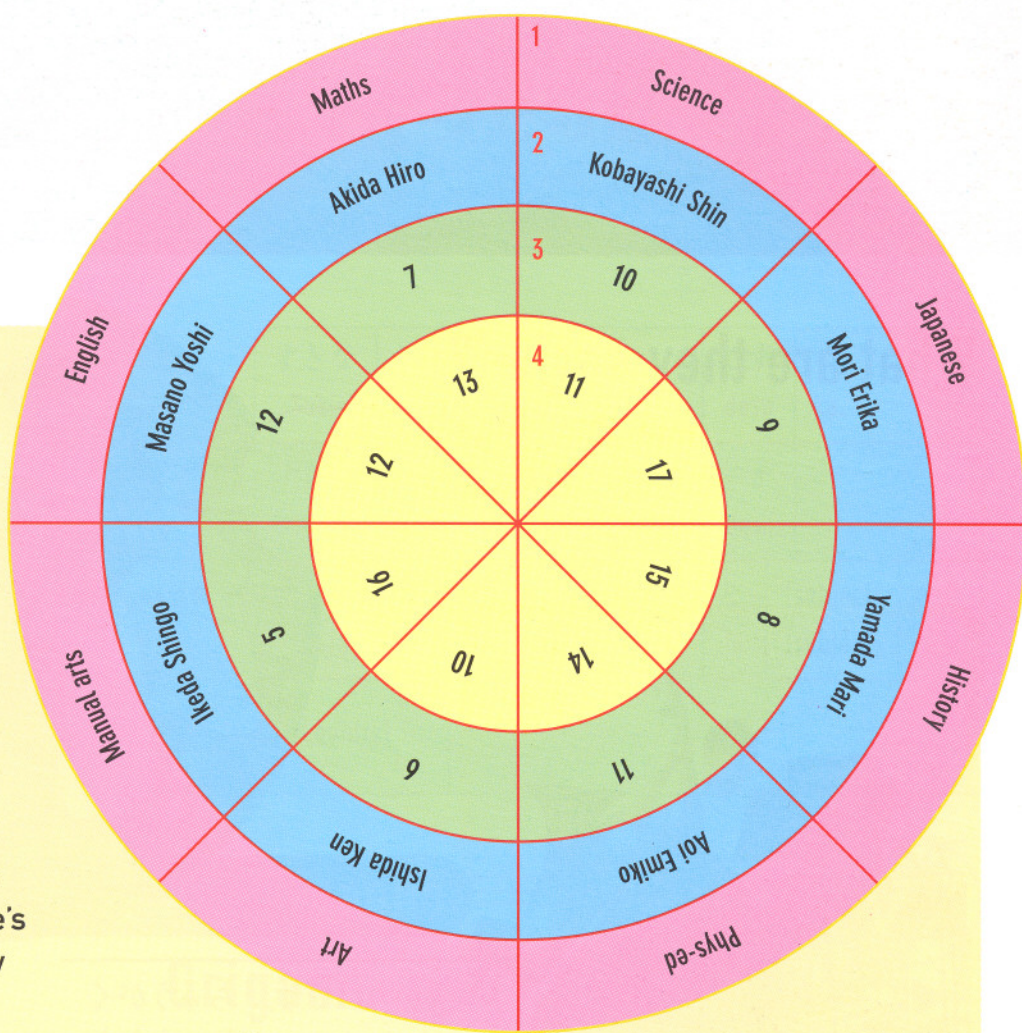 1
Science
Japanese
History
Phys-ed
Art
Manual arts
English
Maths
2
Kobayashi Shin
Mori Erika
Yamada Mari
Aoi Emiko
Ishida Ken
Ikeda Shingo
Masano Yoshi
Akida Hiro
3
10
9
8
11
6
5
12
7
4
11
17
15
14
10
16
12
13
e's